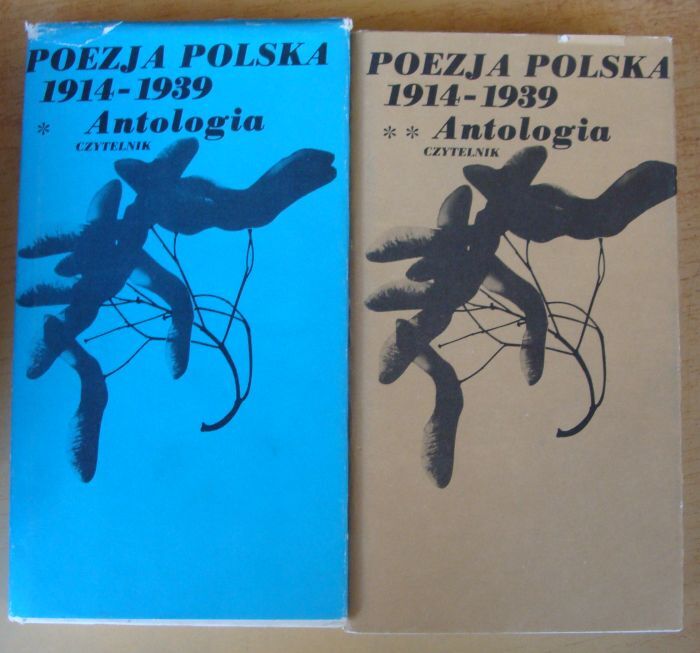 POEZJA POLSKA
1914-1939
* Antologia
CZYTELNIK
POEZJA POLSKA
1914-1939
* * Antologia
CZYTELNIK